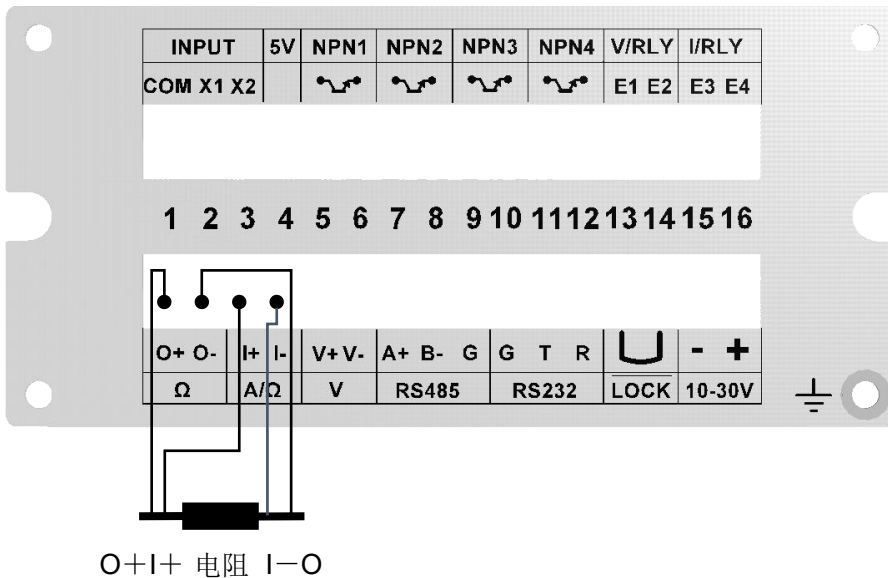 INPUT 5V NPN1 NPN2 NPN3 NPN4 V/RLY I/RLY
COM X1 X2 E1 E2 E3 E4
1 2 3 4 5 6 7 8 9 10 11 12 13 14 15 16
O+ O- I+ I- V+ V- A+ B- G G T R - +
Ω A/Ω V RS485 RS232 LOCK 10-30V
O+I+ 电阻 I-O